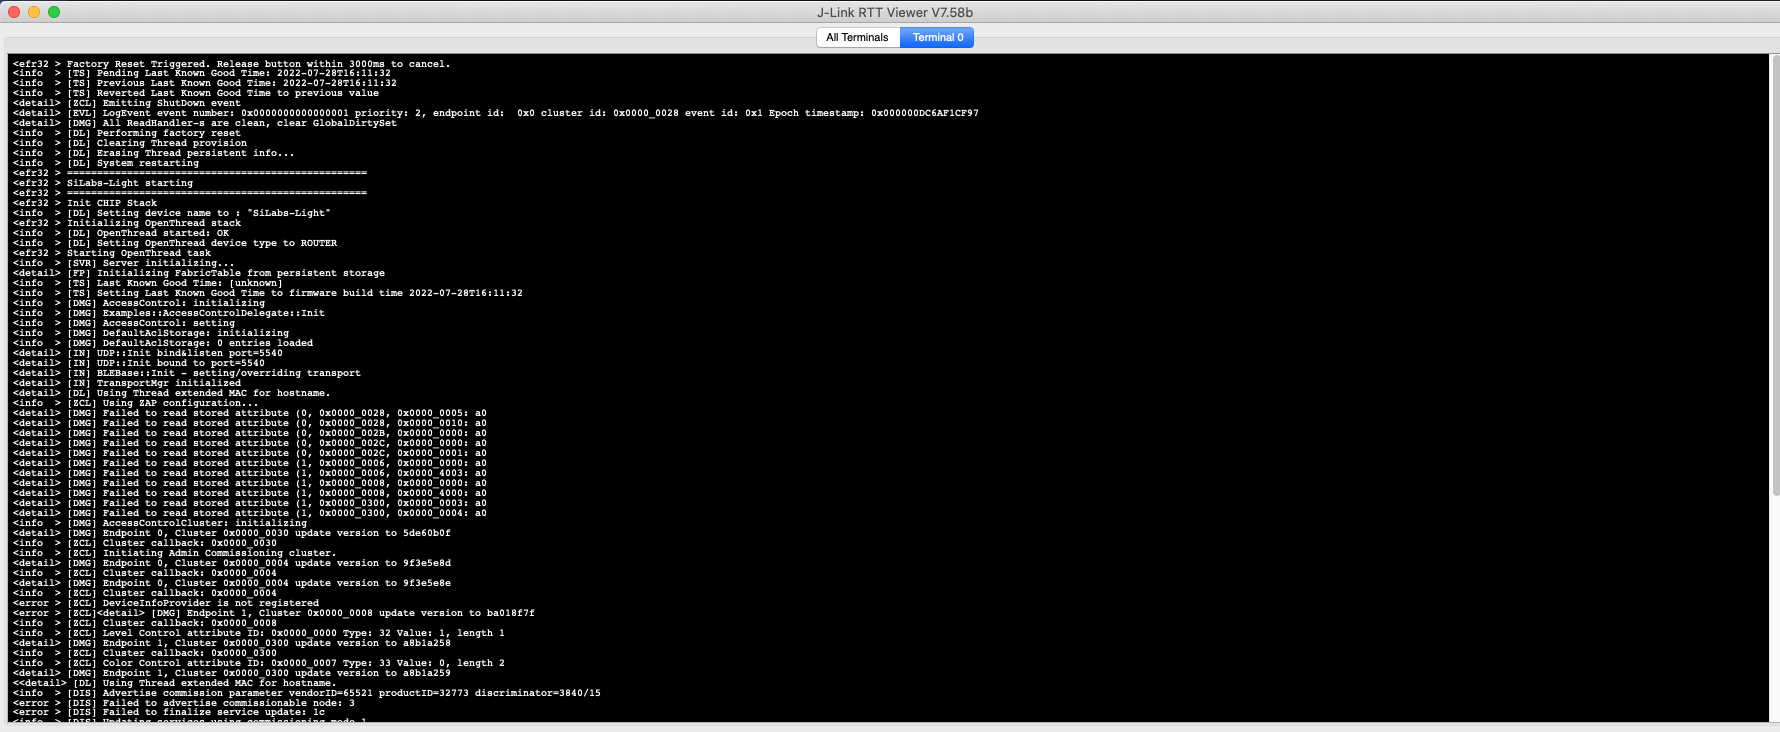 J-Link RTT Viewer V7.58b
All Terminals
Terminal 0
<efr32 > Factory Reset Triggered. Release button within 3000ms to cancel.
<info  > [TS] Pending Last Known Good Time: 2022-07-28T16:11:32
<info  > [TS] Previous Last Known Good Time: 2022-07-28T16:11:32
<info  > [TS] Reverted Last Known Good Time to previous value
<detail> [ZCL] Emitting ShutDown event
<detail> [EVL] LogEvent event number: 0x0000000000000001 priority: 2, endpoint id:  0x0 cluster id: 0x0000_0028 event id: 0x1 Epoch timestamp: 0x000000DC6AF1CF97
<detail> [DMG] All ReadHandler-s are clean, clear GlobalDirtySet
<info  > [DL] Performing factory reset
<info  > [DL] Clearing Thread provision
<info  > [DL] Erasing Thread persistent info...
<info  > [DL] System restarting
<efr32 > ==================================================
<efr32 > SiLabs-Light starting
<efr32 > ==================================================
<efr32 > Init CHIP Stack
<info  > [DL] Setting device name to : "SiLabs-Light"
<efr32 > Initializing OpenThread stack
<info  > [DL] OpenThread started: OK
<info  > [DL] Setting OpenThread device type to ROUTER
<efr32 > Starting OpenThread task
<info  > [SVR] Server initializing...
<detail> [FP] Initializing FabricTable from persistent storage
<info  > [TS] Last Known Good Time: [unknown]
<info  > [TS] Setting Last Known Good Time to firmware build time 2022-07-28T16:11:32
<info  > [DMG] AccessControl: initializing
<info  > [DMG] Examples::AccessControlDelegate::Init
<info  > [DMG] AccessControl: setting
<info  > [DMG] DefaultAclStorage: initializing
<info  > [DMG] DefaultAclStorage: 0 entries loaded
<detail> [IN] UDP::Init bind&listen port=5540
<detail> [IN] UDP::Init bound to port=5540
<detail> [IN] BLEBase::Init - setting/overriding transport
<detail> [IN] TransportMgr initialized
<detail> [DL] Using Thread extended MAC for hostname.
<info  > [ZCL] Using ZAP configuration...
<detail> [DMG] Failed to read stored attribute (0, 0x0000_0028, 0x0000_0005: a0
<detail> [DMG] Failed to read stored attribute (0, 0x0000_0028, 0x0000_0010: a0
<detail> [DMG] Failed to read stored attribute (0, 0x0000_002B, 0x0000_0000: a0
<detail> [DMG] Failed to read stored attribute (0, 0x0000_002C, 0x0000_0000: a0
<detail> [DMG] Failed to read stored attribute (0, 0x0000_002C, 0x0000_0001: a0
<detail> [DMG] Failed to read stored attribute (1, 0x0000_0006, 0x0000_0000: a0
<detail> [DMG] Failed to read stored attribute (1, 0x0000_0006, 0x0000_4003: a0
<detail> [DMG] Failed to read stored attribute (1, 0x0000_0008, 0x0000_0000: a0
<detail> [DMG] Failed to read stored attribute (1, 0x0000_0008, 0x0000_4000: a0
<detail> [DMG] Failed to read stored attribute (1, 0x0000_0300, 0x0000_0003: a0
<detail> [DMG] Failed to read stored attribute (1, 0x0000_0300, 0x0000_0004: a0
<info  > [DMG] AccessControlCluster: initializing
<detail> [DMG] Endpoint 0, Cluster 0x0000_0030 update version to 5de60b0f
<info  > [ZCL] Cluster callback: 0x0000_0030
<info  > [ZCL] Initiating Admin Commissioning cluster.
<detail> [DMG] Endpoint 0, Cluster 0x0000_0004 update version to 9f3e5e8d
<info  > [ZCL] Cluster callback: 0x0000_0004
<detail> [DMG] Endpoint 0, Cluster 0x0000_0004 update version to 9f3e5e8e
<info  > [ZCL] Cluster callback: 0x0000_0004
<error > [ZCL] DeviceInfoProvider is not registered
<error > [ZCL]<detail> [DMG] Endpoint 1, Cluster 0x0000_0008 update version to ba018f7f
<info  > [ZCL] Cluster callback: 0x0000_0008
<info  > [ZCL] Level Control attribute ID: 0x0000_0000 Type: 32 Value: 1, length 1
<detail> [DMG] Endpoint 1, Cluster 0x0000_0300 update version to a8b1a258
<info  > [ZCL] Cluster callback: 0x0000_0300
<info  > [ZCL] Color Control attribute ID: 0x0000_0007 Type: 33 Value: 0, length 2
<detail> [DMG] Endpoint 1, Cluster 0x0000_0300 update version to a8b1a259
<<detail> [DL] Using Thread extended MAC for hostname.
<info  > [DIS] Advertise commission parameter vendorID=65521 productID=32773 discriminator=3840/15
<error > [DIS] Failed to advertise commissionable node: 3
<error > [DIS] Failed to finalize service update: 1c
<info  > [DIS] Updating services using commissioning mode 1